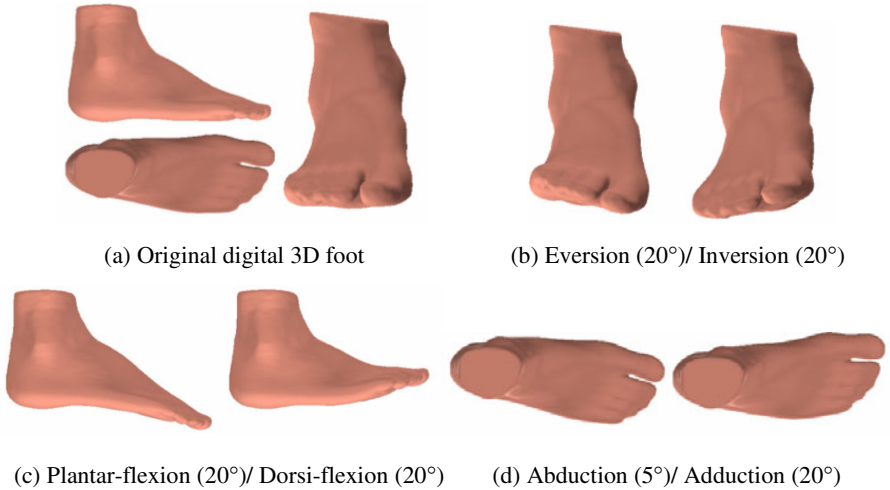 (a) Original digital 3D foot
(b) Eversion (20°)/ Inversion (20°)
(c) Plantar-flexion (20°)/ Dorsi-flexion (20°)
(d) Abduction (5°)/ Adduction (20°)